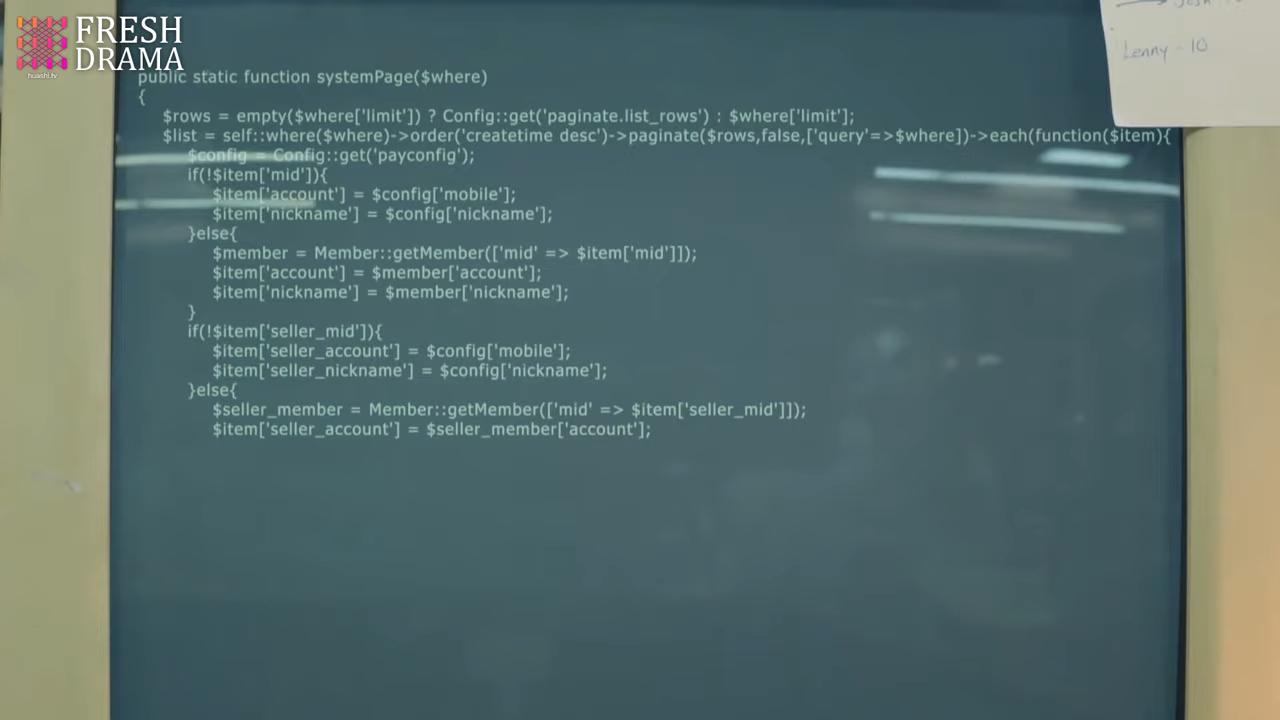 FRESH
DRAMA
huashi.tv
Lenny - 10
public static function systemPage($where)
{
$rows = empty($where['limit']) ? Config::get('paginate.list_rows') : $where['limit'];
$list = self::where($where)->order('createtime desc')->paginate($rows,false,['query'=>$where])->each(function($item){
$config = Config::get('payconfig');
if(!$item['mid']){
$item['account'] = $config['mobile'];
$item['nickname'] = $config['nickname'];
}else{
$member = Member::getMember(['mid' => $item['mid']]);
$item['account'] = $member['account'];
$item['nickname'] = $member['nickname'];
}
if(!$item['seller_mid']){
$item['seller_account'] = $config['mobile'];
$item['seller_nickname'] = $config['nickname'];
}else{
$seller_member = Member::getMember(['mid' => $item['seller_mid']]);
$item['seller_account'] = $seller_member['account'];